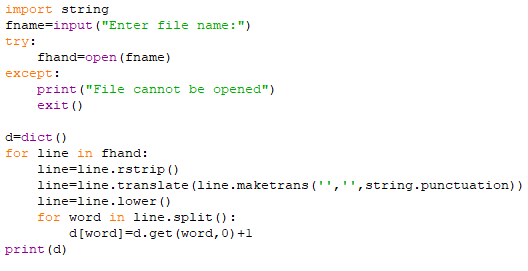 import string
fname=input("Enter file name:")
try:
    fhand=open(fname)
except:
    print("File cannot be opened")
    exit()

d=dict()
for line in fhand:
    line=line.rstrip()
    line=line.translate(line.maketrans('','',string.punctuation))
    line=line.lower()
    for word in line.split():
        d[word]=d.get(word,0)+1
print(d)